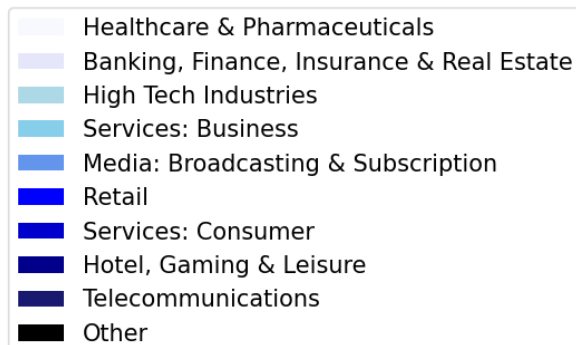 Healthcare & Pharmaceuticals
Banking, Finance, Insurance & Real Estate
High Tech Industries
Services: Business
Media: Broadcasting & Subscription
Retail
Services: Consumer
Hotel, Gaming & Leisure
Telecommunications
Other